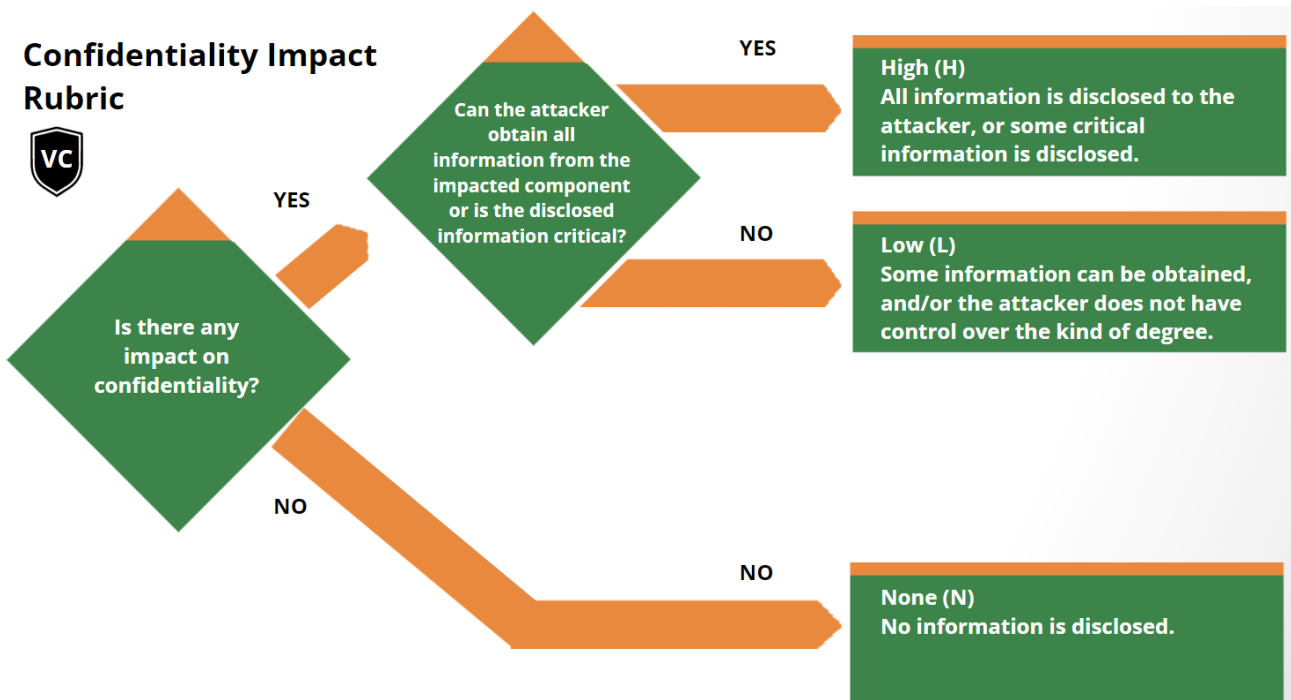 Confidentiality Impact
Rubric
VC
Is there any
impact on
confidentiality?
YES
NO
Can the attacker
obtain all
information from the
impacted component
or is the disclosed
information critical?
YES
High (H)
All information is disclosed to the
attacker, or some critical
information is disclosed.
NO
Low (L)
Some information can be obtained,
and/or the attacker does not have
control over the kind of degree.
NO
None (N)
No information is disclosed.